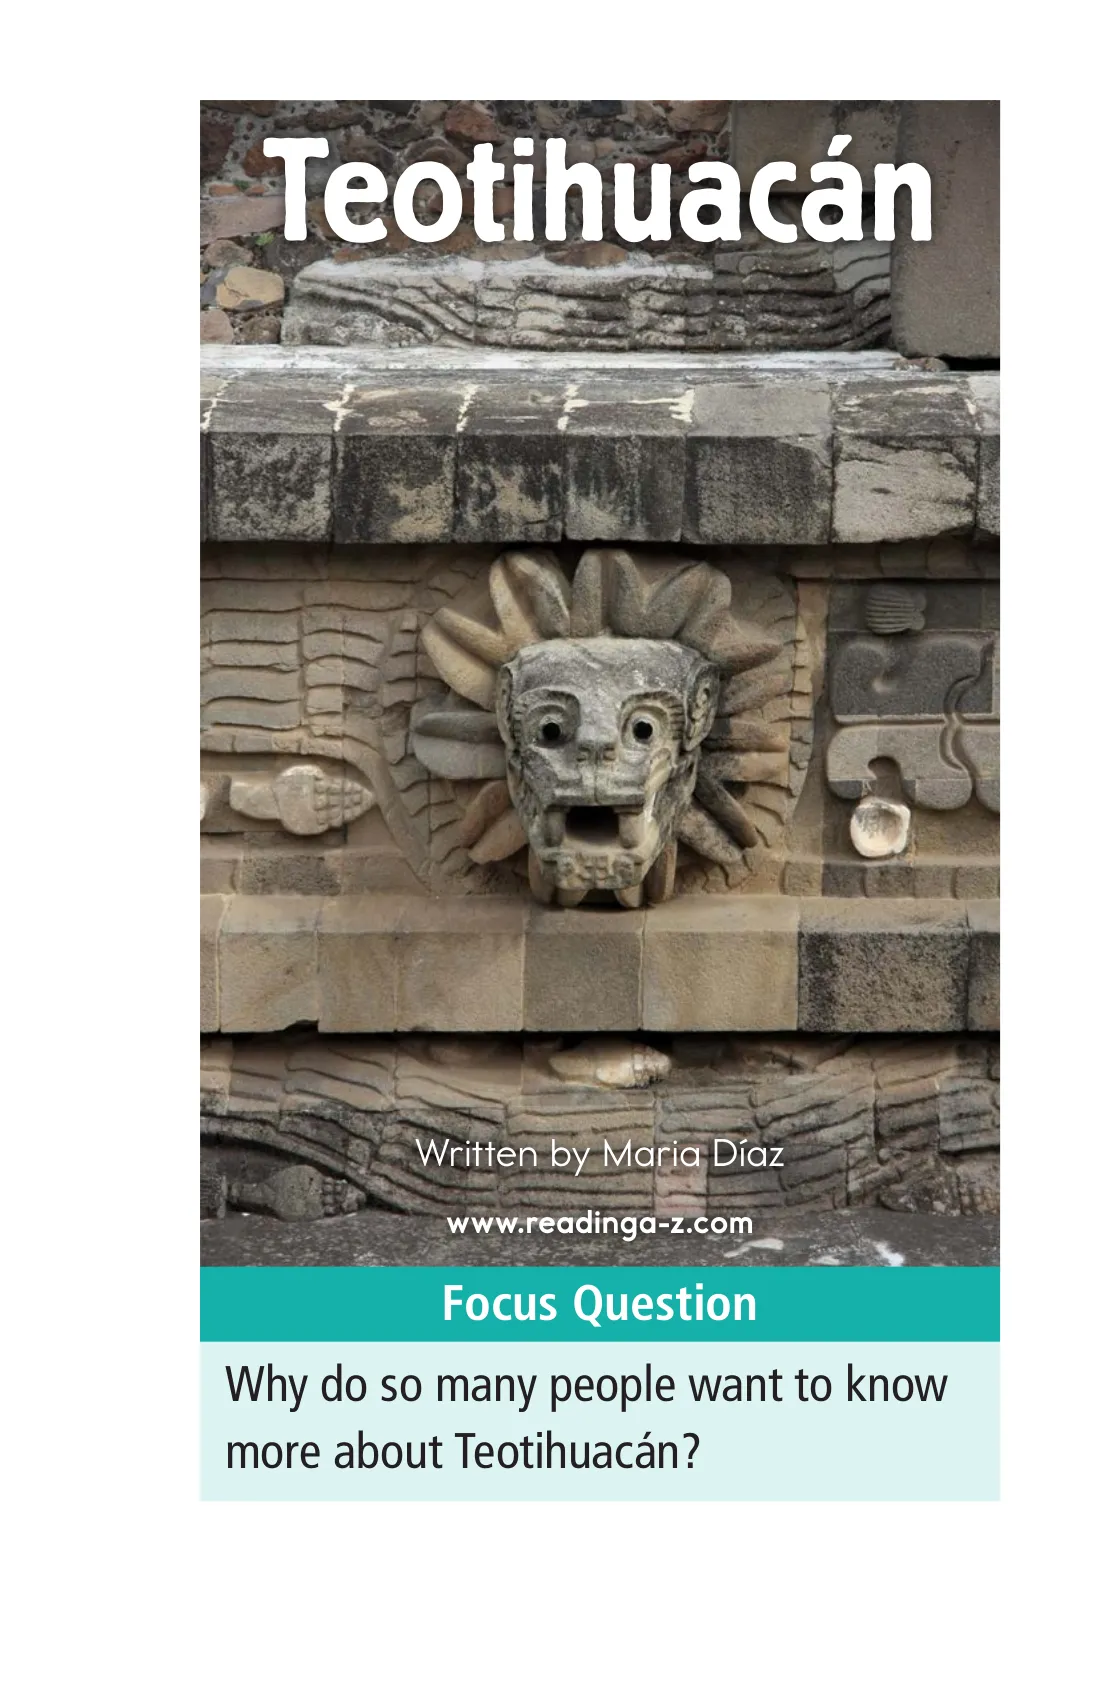 Teotihuacán
Written by Maria Díaz
www.readinga-z.com
Focus Question
Why do so many people want to know
more about Teotihuacán?